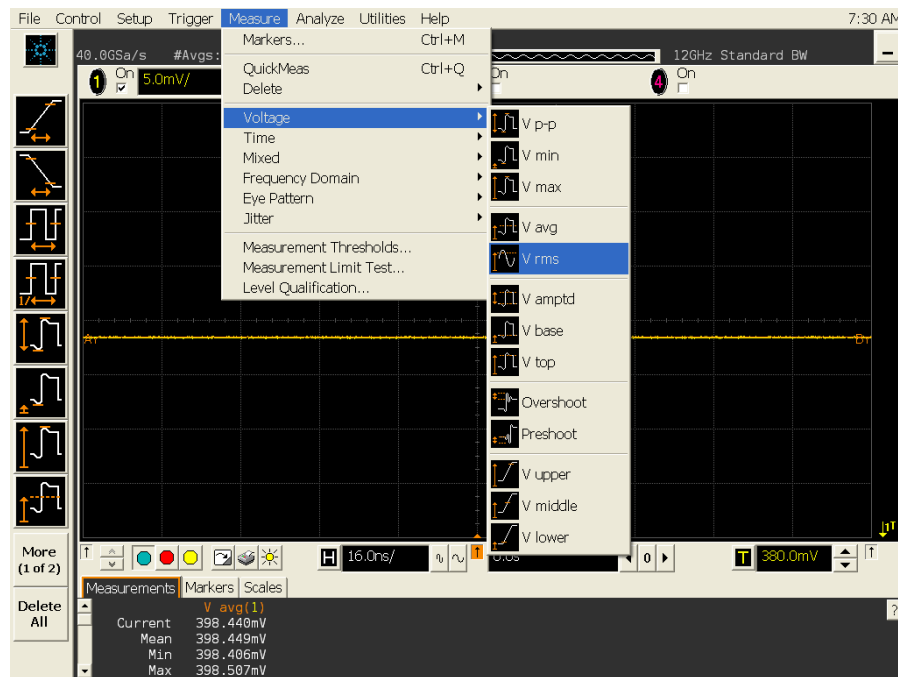 File Control Setup Trigger Measure Analyze Utilities Help 7:30 AM
40.0GSa/s #Avgs: 12GHz Standard BW
1 On 5.0mV/ On 4 On
Markers... Ctrl+M
QuickMeas Ctrl+Q
Delete
Voltage
Time
Mixed
Frequency Domain
Eye Pattern
Jitter
Measurement Thresholds...
Measurement Limit Test...
Level Qualification...
V p-p
V min
V max
V avg
V rms
V amptd
V base
V top
Overshoot
Preshoot
V upper
V middle
V lower
More
(1 of 2)
Delete
All
H 16.0ns/ 0.0s 0 T 380.0mV
Measurements Markers Scales
V avg(1)
Current 398.440mV
Mean 398.449mV
Min 398.406mV
Max 398.507mV
?